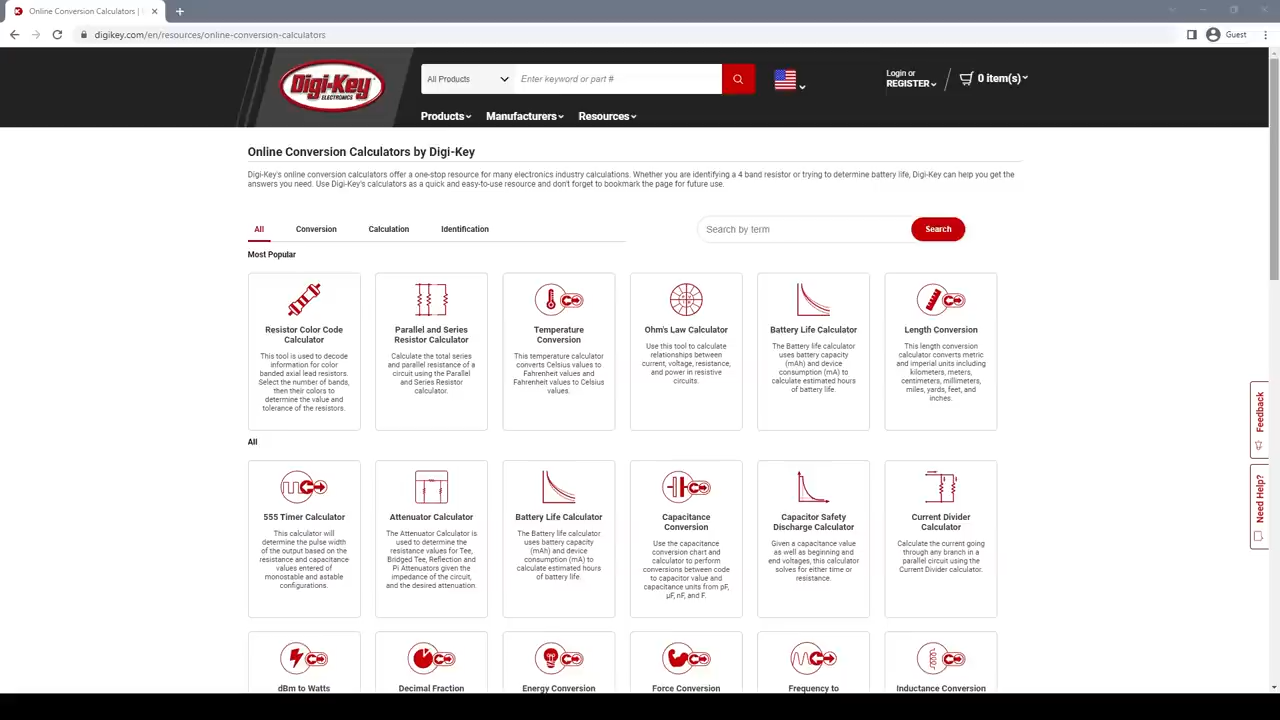 Online Conversion Calculators |
digikey.com/en/resources/online-conversion-calculators
Guest
Digi-Key
ELECTRONICS
All Products
Enter keyword or part #
Login or
REGISTER
0 item(s)
Products
Manufacturers
Resources
Online Conversion Calculators by Digi-Key
Digi-Key's online conversion calculators offer a one-stop resource for many electronics industry calculations. Whether you are identifying a 4 band resistor or trying to determine battery life, Digi-Key can help you get the
answers you need. Use Digi-Key's calculators as a quick and easy-to-use resource and don't forget to bookmark the page for future use.
All
Conversion
Calculation
Identification
Search by term
Search
Most Popular
Resistor Color Code
Calculator
This tool is used to decode
information for color
banded axial lead resistors.
Select the number of bands,
then their colors to
determine the value and
tolerance of the resistors.
Parallel and Series
Resistor Calculator
Calculate the total series
and parallel resistance of a
circuit using the Parallel
and Series Resistor
calculator.
Temperature
Conversion
This temperature calculator
converts Celsius values to
Fahrenheit values and
Fahrenheit values to Celsius
values.
Ohm's Law Calculator
Use this tool to calculate
relationships between
current, voltage, resistance,
and power in resistive
circuits.
Battery Life Calculator
The Battery life calculator
uses battery capacity
(mAh) and device
consumption (mA) to
calculate estimated hours
of battery life.
Length Conversion
This length conversion
calculator converts metric
and imperial units including
kilometers, meters,
centimeters, millimeters,
miles, yards, feet, and
inches.
All
555 Timer Calculator
This calculator will
determine the pulse width
of the output based on the
resistance and capacitance
values entered of
monostable and astable
configurations.
Attenuator Calculator
The Attenuator Calculator is
used to determine the
resistance values for Tee,
Bridged Tee, Reflection and
Pi Attenuators given the
impedance of the circuit,
and the desired attenuation.
Battery Life Calculator
The Battery life calculator
uses battery capacity
(mAh) and device
consumption (mA) to
calculate estimated hours
of battery life.
Capacitance
Conversion
Use the capacitance
conversion chart and
calculator to perform
conversions between code
to capacitor value and
capacitance units from pF,
µF, nF, and F.
Capacitor Safety
Discharge Calculator
Given a capacitance value
as well as beginning and
end voltages, this calculator
solves for either time or
resistance.
Current Divider
Calculator
Calculate the current going
through any branch in a
parallel circuit using the
Current Divider calculator.
dBm to Watts
Decimal Fraction
Energy Conversion
Force Conversion
Frequency to
Inductance Conversion
Feedback
Need Help?